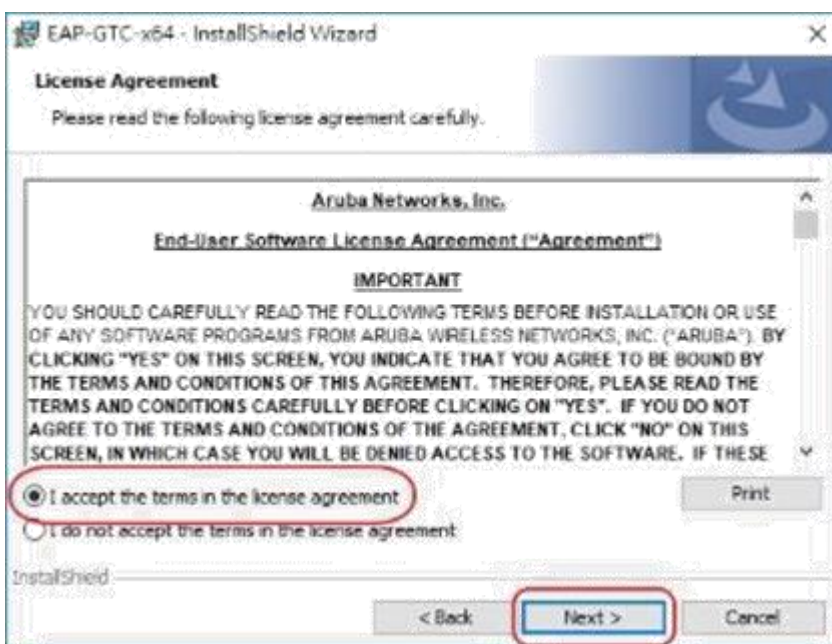 EAP-GTC-x64 - InstallShield Wizard
License Agreement
Please read the following license agreement carefully.
Aruba Networks, Inc.
End-User Software License Agreement ("Agreement")
IMPORTANT
YOU SHOULD CAREFULLY READ THE FOLLOWING TERMS BEFORE INSTALLATION OR USE
OF ANY SOFTWARE PROGRAMS FROM ARUBA WIRELESS NETWORKS, INC. ("ARUBA"). BY
CLICKING "YES" ON THIS SCREEN, YOU INDICATE THAT YOU AGREE TO BE BOUND BY
THE TERMS AND CONDITIONS OF THIS AGREEMENT. THEREFORE, PLEASE READ THE
TERMS AND CONDITIONS CAREFULLY BEFORE CLICKING ON "YES". IF YOU DO NOT
AGREE TO THE TERMS AND CONDITIONS OF THE AGREEMENT, CLICK "NO" ON THIS
SCREEN, IN WHICH CASE YOU WILL BE DENIED ACCESS TO THE SOFTWARE. IF THESE
I accept the terms in the license agreement
Print
I do not accept the terms in the license agreement
InstallShield
< Back
Next >
Cancel